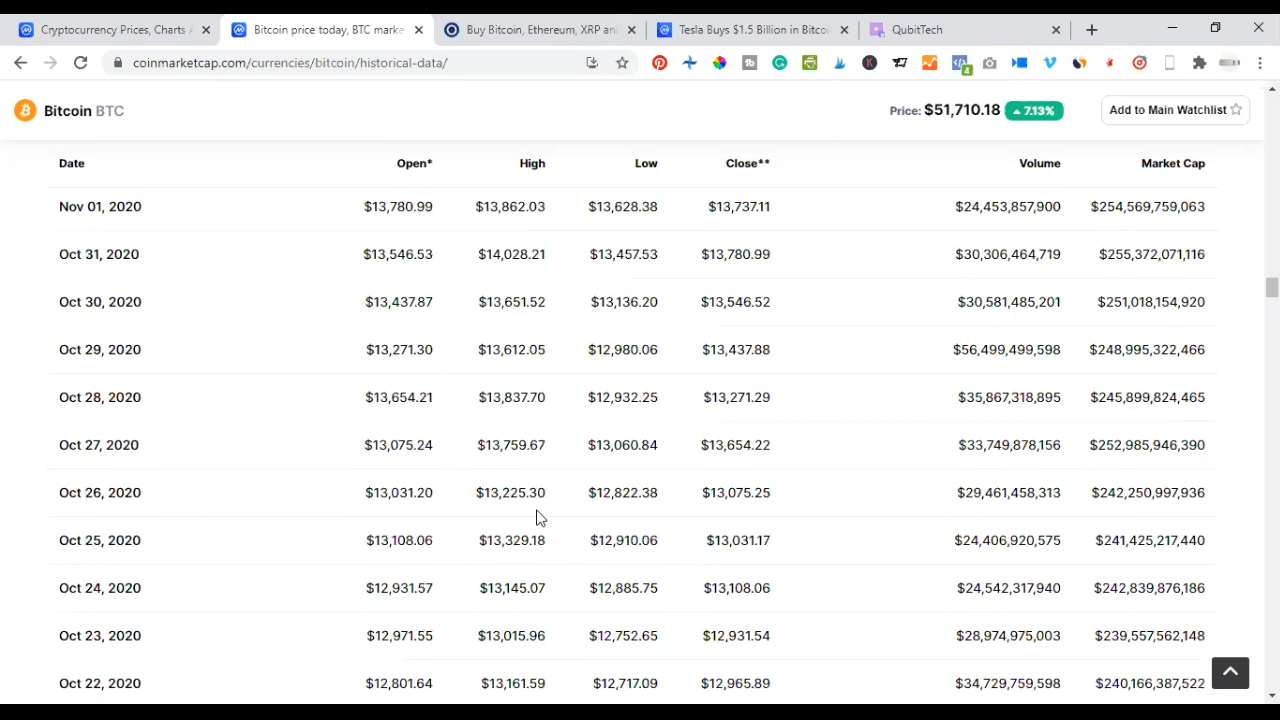 Cryptocurrency Prices, Charts
Bitcoin price today, BTC marke
Buy Bitcoin, Ethereum, XRP an
Tesla Buys $1.5 Billion in Bitco
QubitTech
coinmarketcap.com/currencies/bitcoin/historical-data/
4
Bitcoin BTC
Price: $51,710.18 7.13%
Add to Main Watchlist
Date Open* High Low Close** Volume Market Cap
Nov 01, 2020 $13,780.99 $13,862.03 $13,628.38 $13,737.11 $24,453,857,900 $254,569,759,063
Oct 31, 2020 $13,546.53 $14,028.21 $13,457.53 $13,780.99 $30,306,464,719 $255,372,071,116
Oct 30, 2020 $13,437.87 $13,651.52 $13,136.20 $13,546.52 $30,581,485,201 $251,018,154,920
Oct 29, 2020 $13,271.30 $13,612.05 $12,980.06 $13,437.88 $56,499,499,598 $248,995,322,466
Oct 28, 2020 $13,654.21 $13,837.70 $12,932.25 $13,271.29 $35,867,318,895 $245,899,824,465
Oct 27, 2020 $13,075.24 $13,759.67 $13,060.84 $13,654.22 $33,749,878,156 $252,985,946,390
Oct 26, 2020 $13,031.20 $13,225.30 $12,822.38 $13,075.25 $29,461,458,313 $242,250,997,936
Oct 25, 2020 $13,108.06 $13,329.18 $12,910.06 $13,031.17 $24,406,920,575 $241,425,217,440
Oct 24, 2020 $12,931.57 $13,145.07 $12,885.75 $13,108.06 $24,542,317,940 $242,839,876,186
Oct 23, 2020 $12,971.55 $13,015.96 $12,752.65 $12,931.54 $28,974,975,003 $239,557,562,148
Oct 22, 2020 $12,801.64 $13,161.59 $12,717.09 $12,965.89 $34,729,759,598 $240,166,387,522